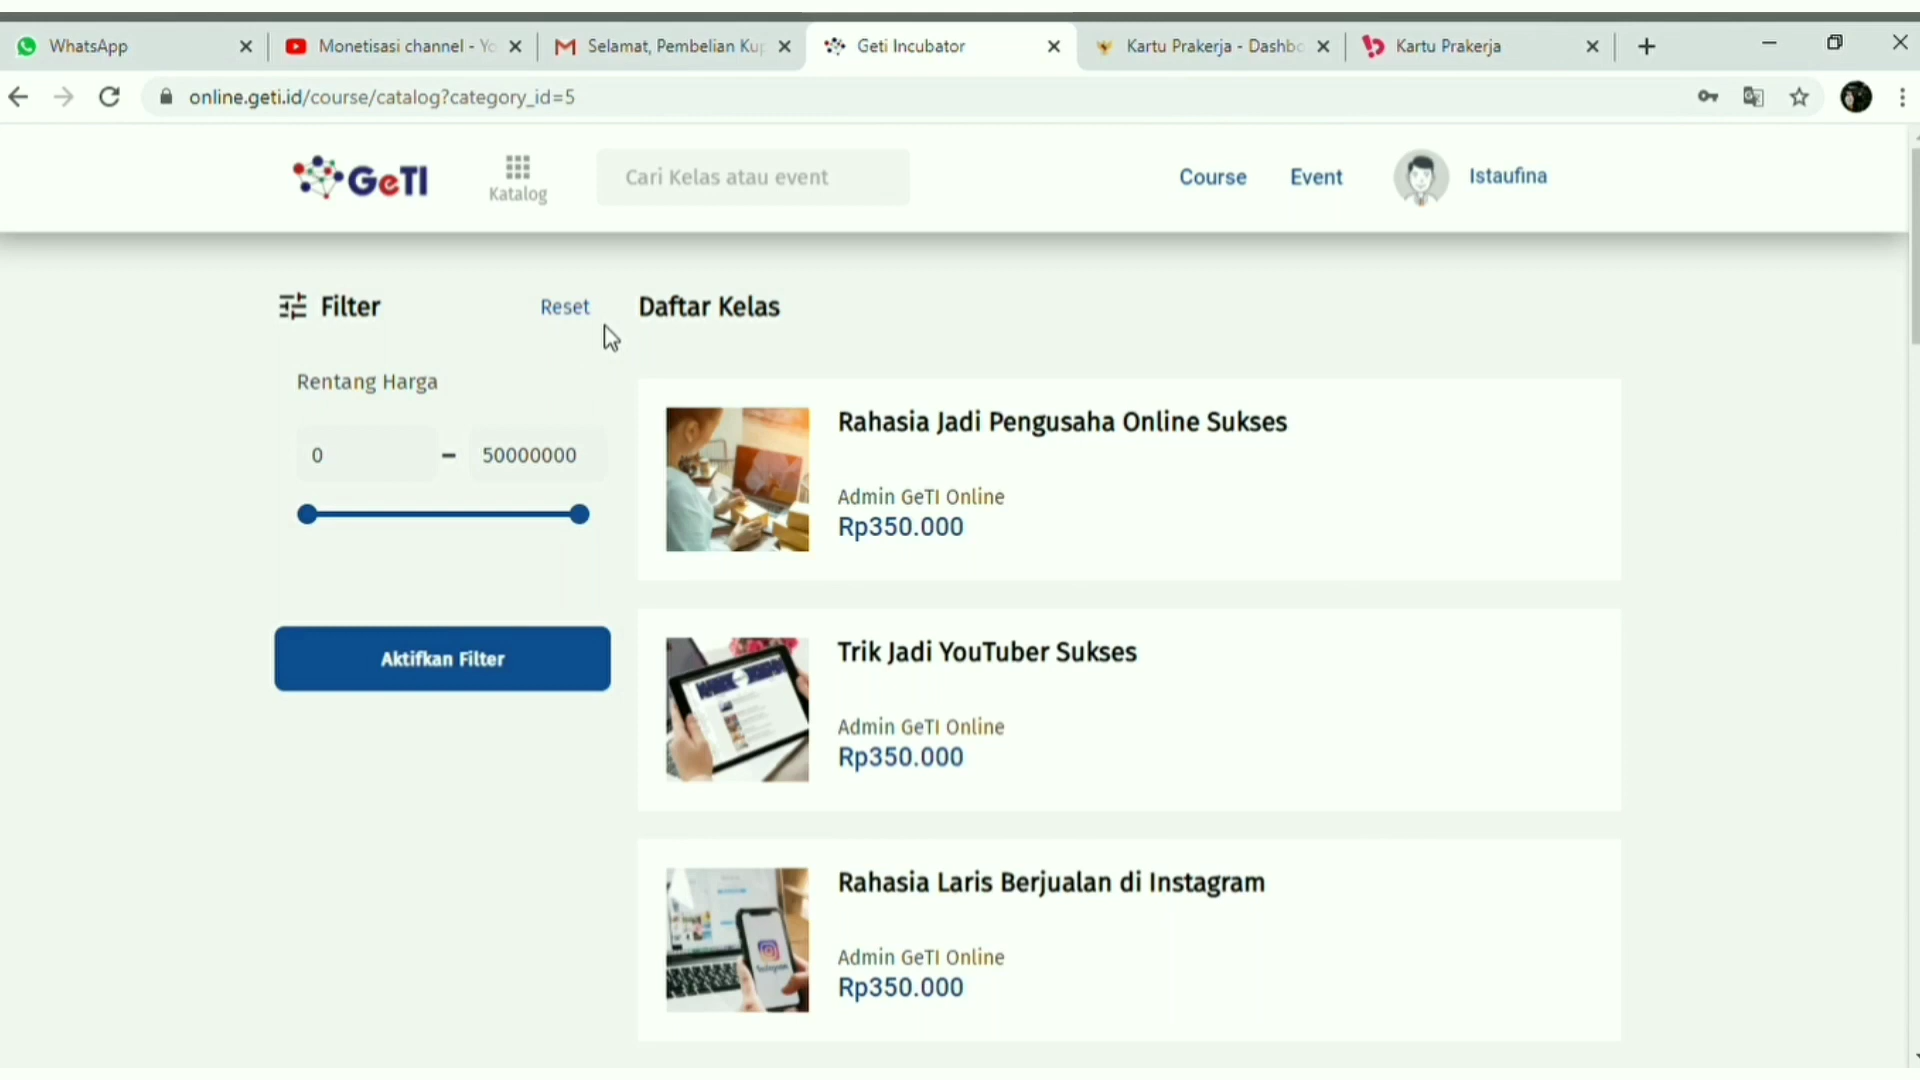 WhatsApp
Monetisasi channel - Yo
Selamat, Pembelian Kup
Geti Incubator
Kartu Prakerja - Dashbo
Kartu Prakerja
online.geti.id/course/catalog?category_id=5
GeTI
Katalog
Cari Kelas atau event
Course
Event
Istaufina
Filter
Reset
Rentang Harga
0 – 50000000
Aktifkan Filter
Daftar Kelas
Rahasia Jadi Pengusaha Online Sukses
Admin GeTI Online
Rp350.000
Trik Jadi YouTuber Sukses
Admin GeTI Online
Rp350.000
Rahasia Laris Berjualan di Instagram
Admin GeTI Online
Rp350.000